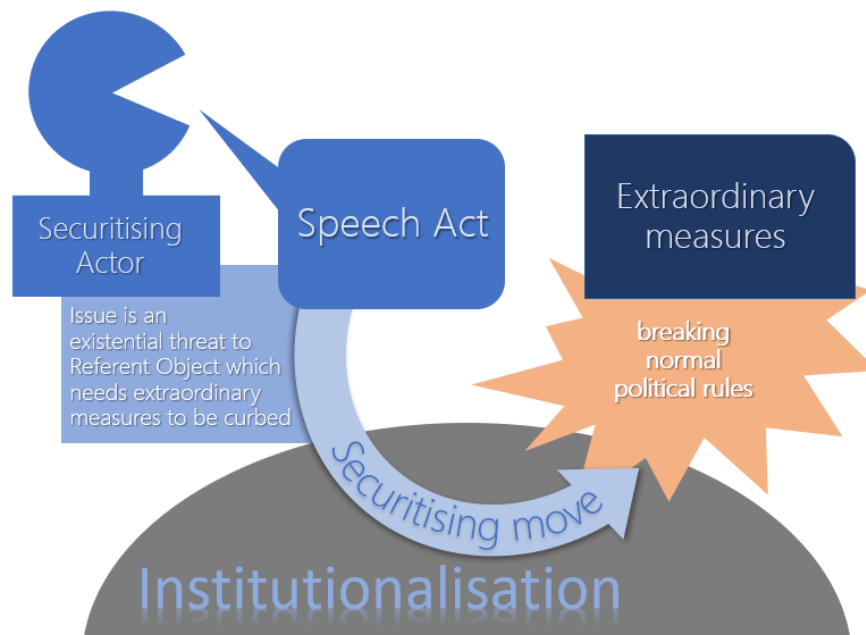 Securitising
Actor
Speech Act
Extraordinary
measures
Issue is an
existential threat to
Referent Object which
needs extraordinary
measures to be curbed
breaking
normal
political rules
Securitising move
Institutionalisation